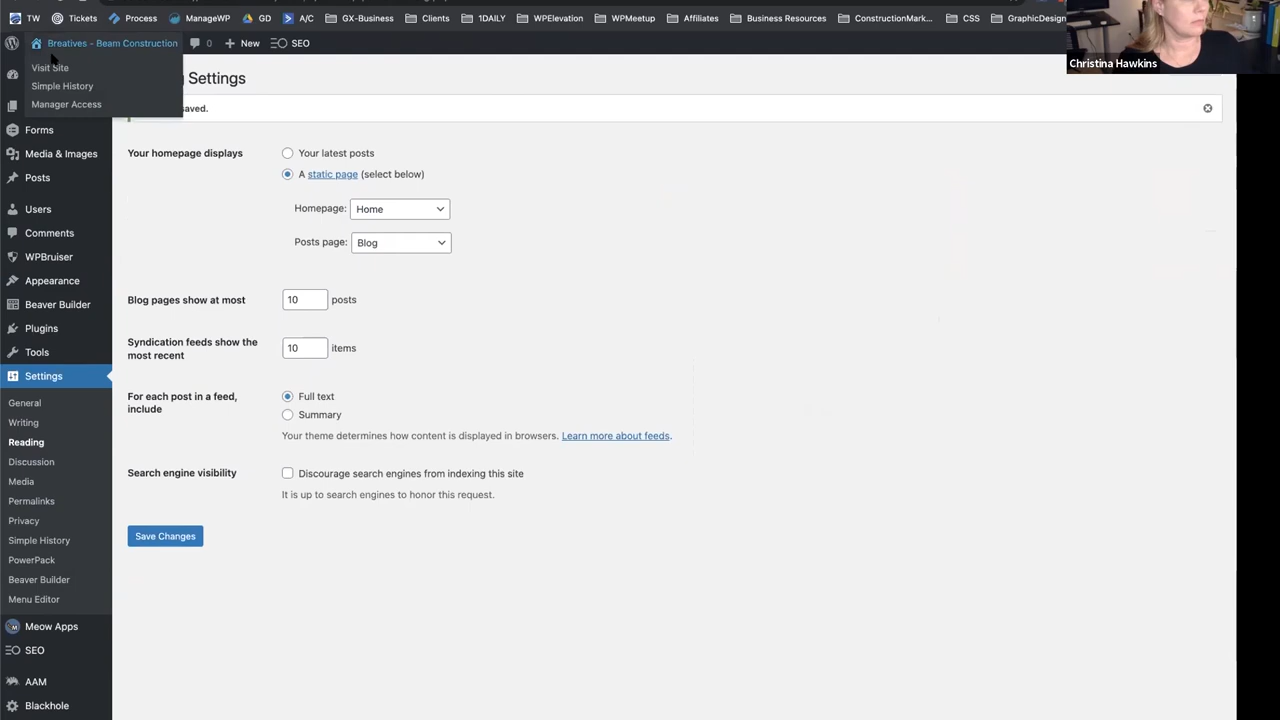 TW Tickets Process ManageWP GD A/C GX-Business Clients 1DAILY WPElevation WPMeetup Affiliates Business Resources ConstructionMark... CSS GraphicDesign
Breatives - Beam Construction 0 New SEO
Christina Hawkins
Visit Site
Simple History
Manager Access
Settings
saved.
Forms
Media & Images
Posts
Users
Comments
WPBruiser
Appearance
Beaver Builder
Plugins
Tools
Settings
General
Writing
Reading
Discussion
Media
Permalinks
Privacy
Simple History
PowerPack
Beaver Builder
Menu Editor
Meow Apps
SEO
AAM
Blackhole
Your homepage displays
Your latest posts
A static page (select below)
Homepage: Home
Posts page: Blog
Blog pages show at most 10 posts
Syndication feeds show the
most recent
10 items
For each post in a feed,
include
Full text
Summary
Your theme determines how content is displayed in browsers. Learn more about feeds.
Search engine visibility
Discourage search engines from indexing this site
It is up to search engines to honor this request.
Save Changes